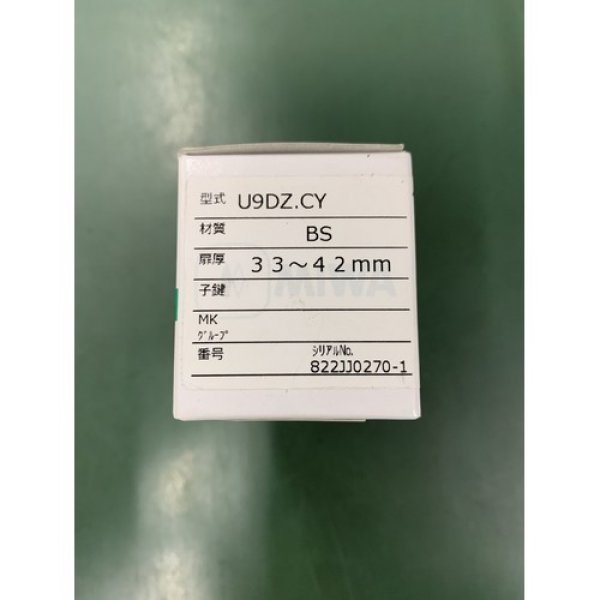 型式 U9DZ.CY
材質 BS
扉厚 33～42mm
MIWA
子鍵
MK
ｸﾞﾙｰﾌﾟ
番号 ｼﾘｱﾙNo.
822JJ0270-1